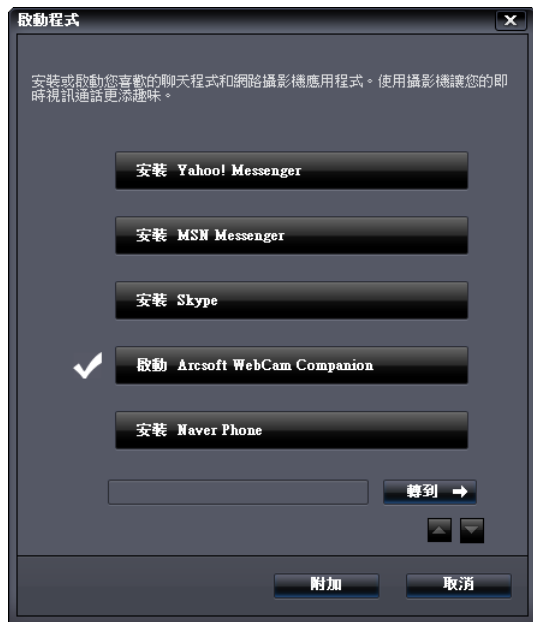 啟動程式
安裝或啟動您喜歡的聊天程式和網路攝影機應用程式。使用攝影機讓您的即
時視訊通話更添趣味。
安裝 Yahoo! Messenger
安裝 MSN Messenger
安裝 Skype
啟動 Arcsoft WebCam Companion
安裝 Naver Phone
轉到
附加
取消